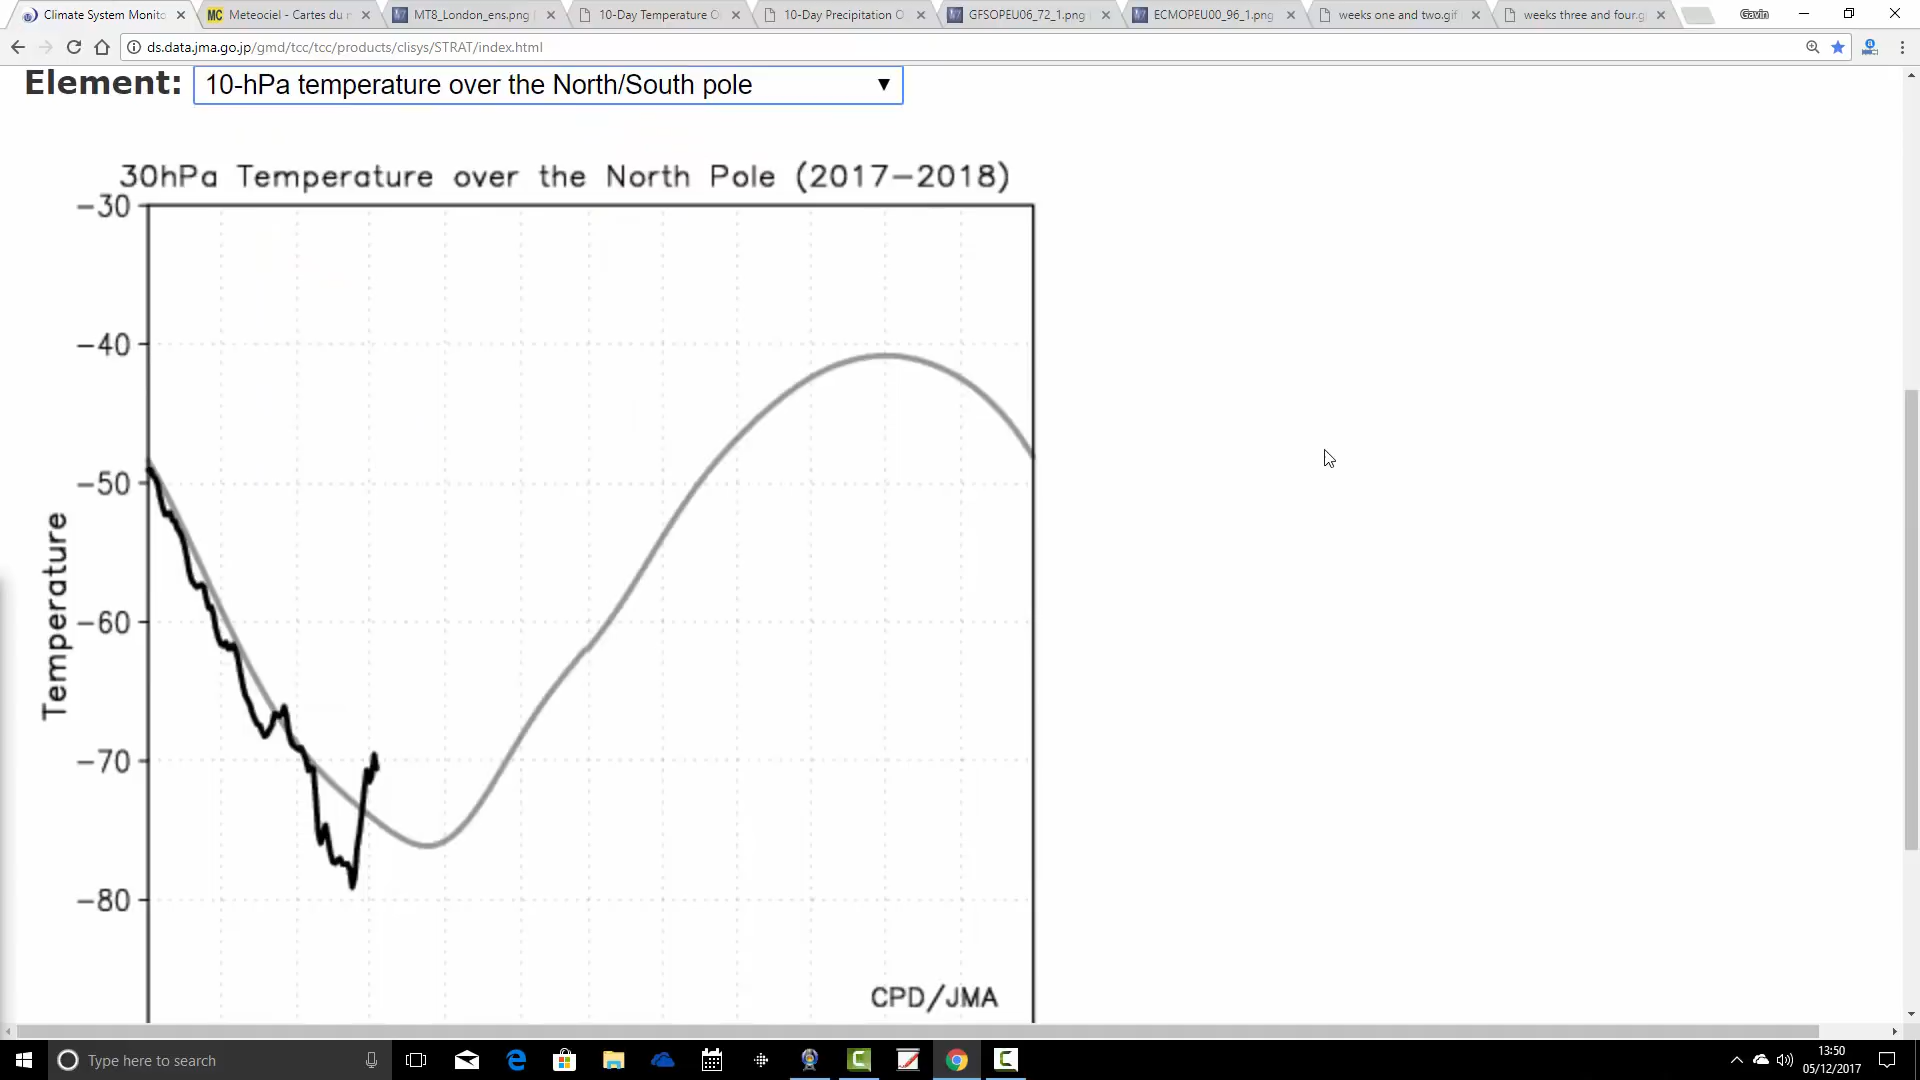 Climate System Monito
Meteociel - Cartes du n
MT8_London_ens.png
10-Day Temperature O
10-Day Precipitation O
GFSOPEU06_72_1.png
ECMOPEU00_96_1.png
weeks one and two.gif
weeks three and four.g
Gavin
ds.data.jma.go.jp/gmd/tcc/tcc/products/clisys/STRAT/index.html
Element: 10-hPa temperature over the North/South pole
30hPa Temperature over the North Pole (2017-2018)
-30
-40
-50
-60
-70
-80
Temperature
CPD/JMA
Type here to search
13:50
05/12/2017